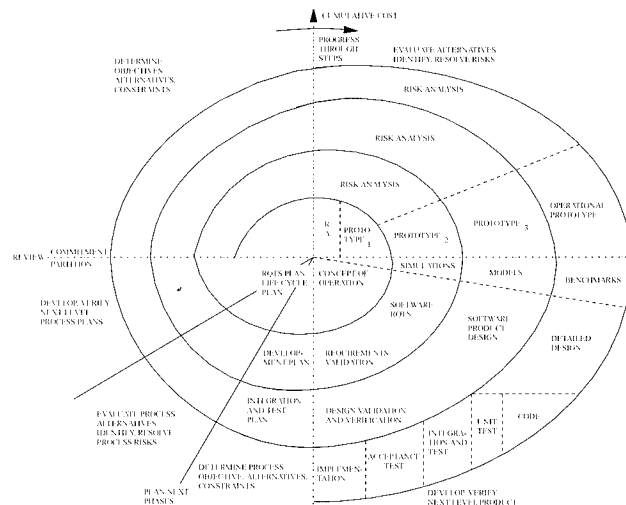 CUMULATIVE COST
PROGRESS
THROUGH
STEPS
DETERMINE
OBJECTIVES
ALTERNATIVES,
CONSTRAINTS
EVALUATE ALTERNATIVES
IDENTIFY, RESOLVE RISKS
RISK ANALYSIS
RISK ANALYSIS
RISK ANALYSIS
R
A
PROTO
TYPE 1
PROTOTYPE 2
PROTOTYPE 3
OPERATIONAL
PROTOTYPE
REVIEW
COMMITMENT
PARTITION
RQTS PLAN
LIFE CYCLE
PLAN
CONCEPT OF
OPERATION
SIMULATIONS
MODELS
BENCHMARKS
DEVELOP, VERIFY
NEXT LEVEL
PROCESS PLANS
SOFTWARE
RQTS
SOFTWARE
PRODUCT
DESIGN
DETAILED
DESIGN
DEVELOP-
MENT PLAN
REQUIREMENTS
VALIDATION
INTEGRATION
AND TEST
PLAN
DESIGN VALIDATION
AND VERIFICATION
INTEGRA-
TION AND
TEST
UNIT
TEST
CODE
EVALUATE PROCESS
ALTERNATIVES
IDENTIFY, RESOLVE
PROCESS RISKS
DETERMINE PROCESS
OBJECTIVE, ALTERNATIVES,
CONSTRAINTS
IMPLEMEN-
TATION
ACCEPTANCE
TEST
PLAN NEXT
PHASES
DEVELOP, VERIFY
NEXT LEVEL PRODUCT